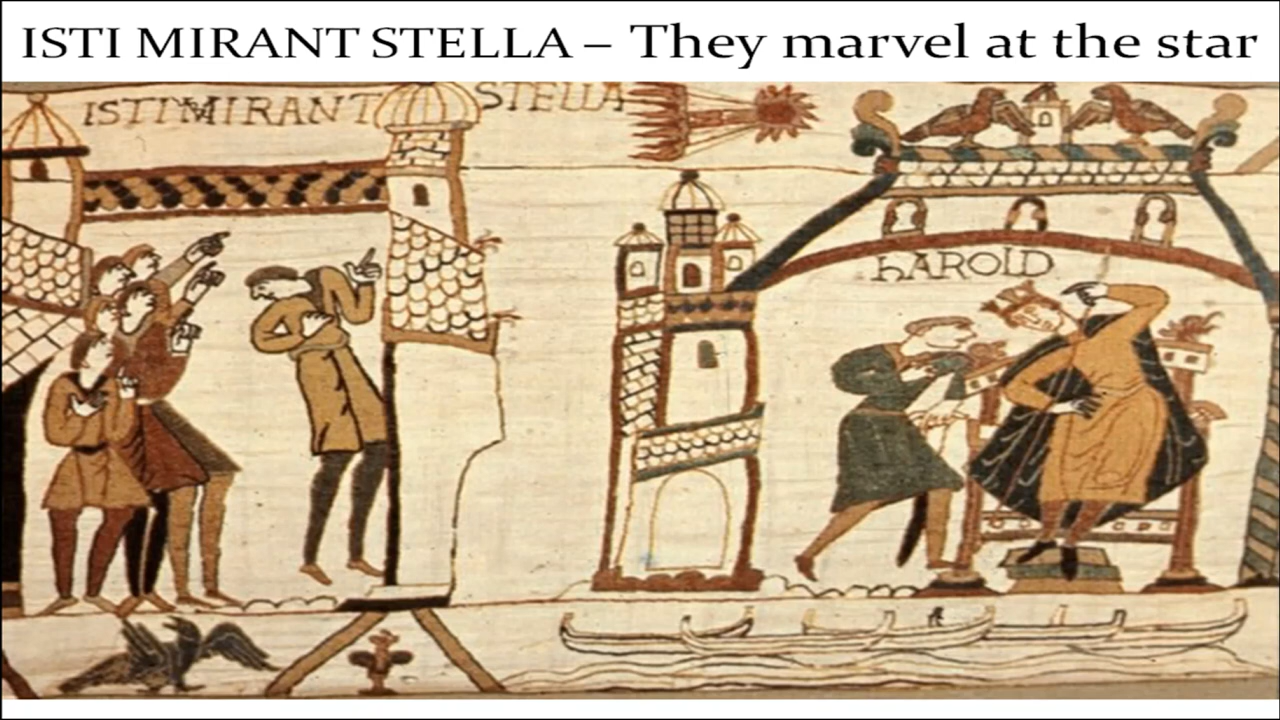 ISTI MIRANT STELLA – They marvel at the star
ISTI MIRANT STELLA
HAROLD